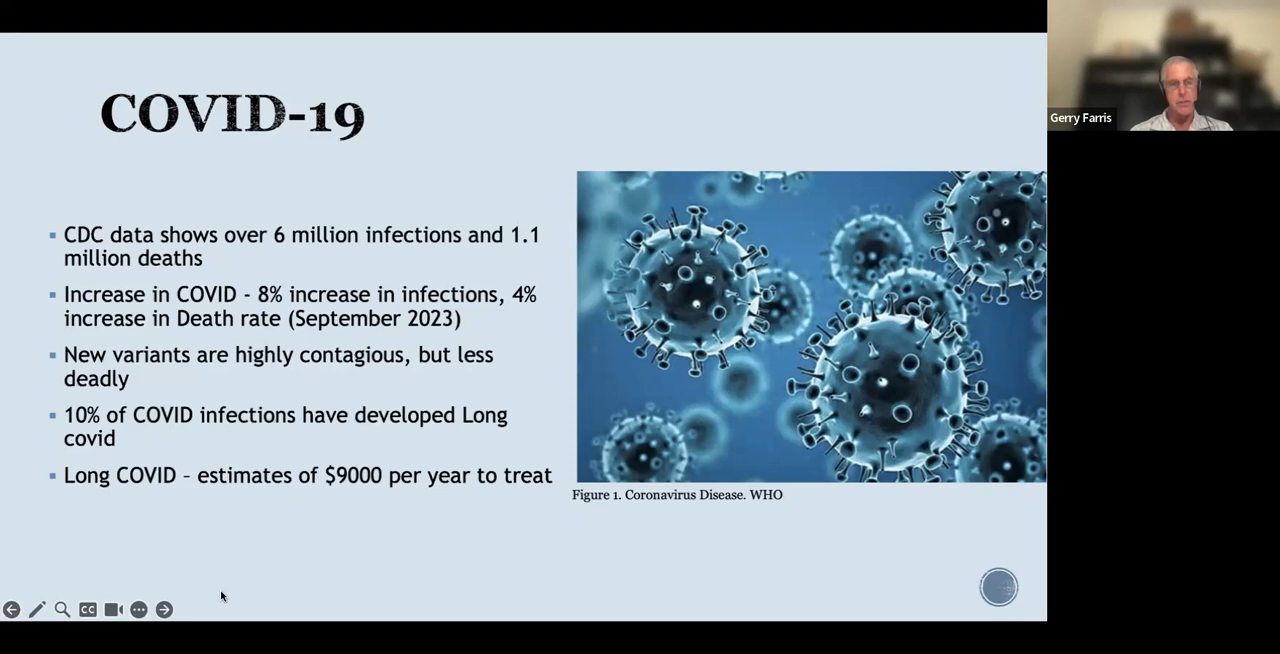 COVID-19
▪ CDC data shows over 6 million infections and 1.1
million deaths
▪ Increase in COVID - 8% increase in infections, 4%
increase in Death rate (September 2023)
▪ New variants are highly contagious, but less
deadly
▪ 10% of COVID infections have developed Long
covid
▪ Long COVID – estimates of $9000 per year to treat
Figure 1. Coronavirus Disease. WHO
Gerry Farris
CC